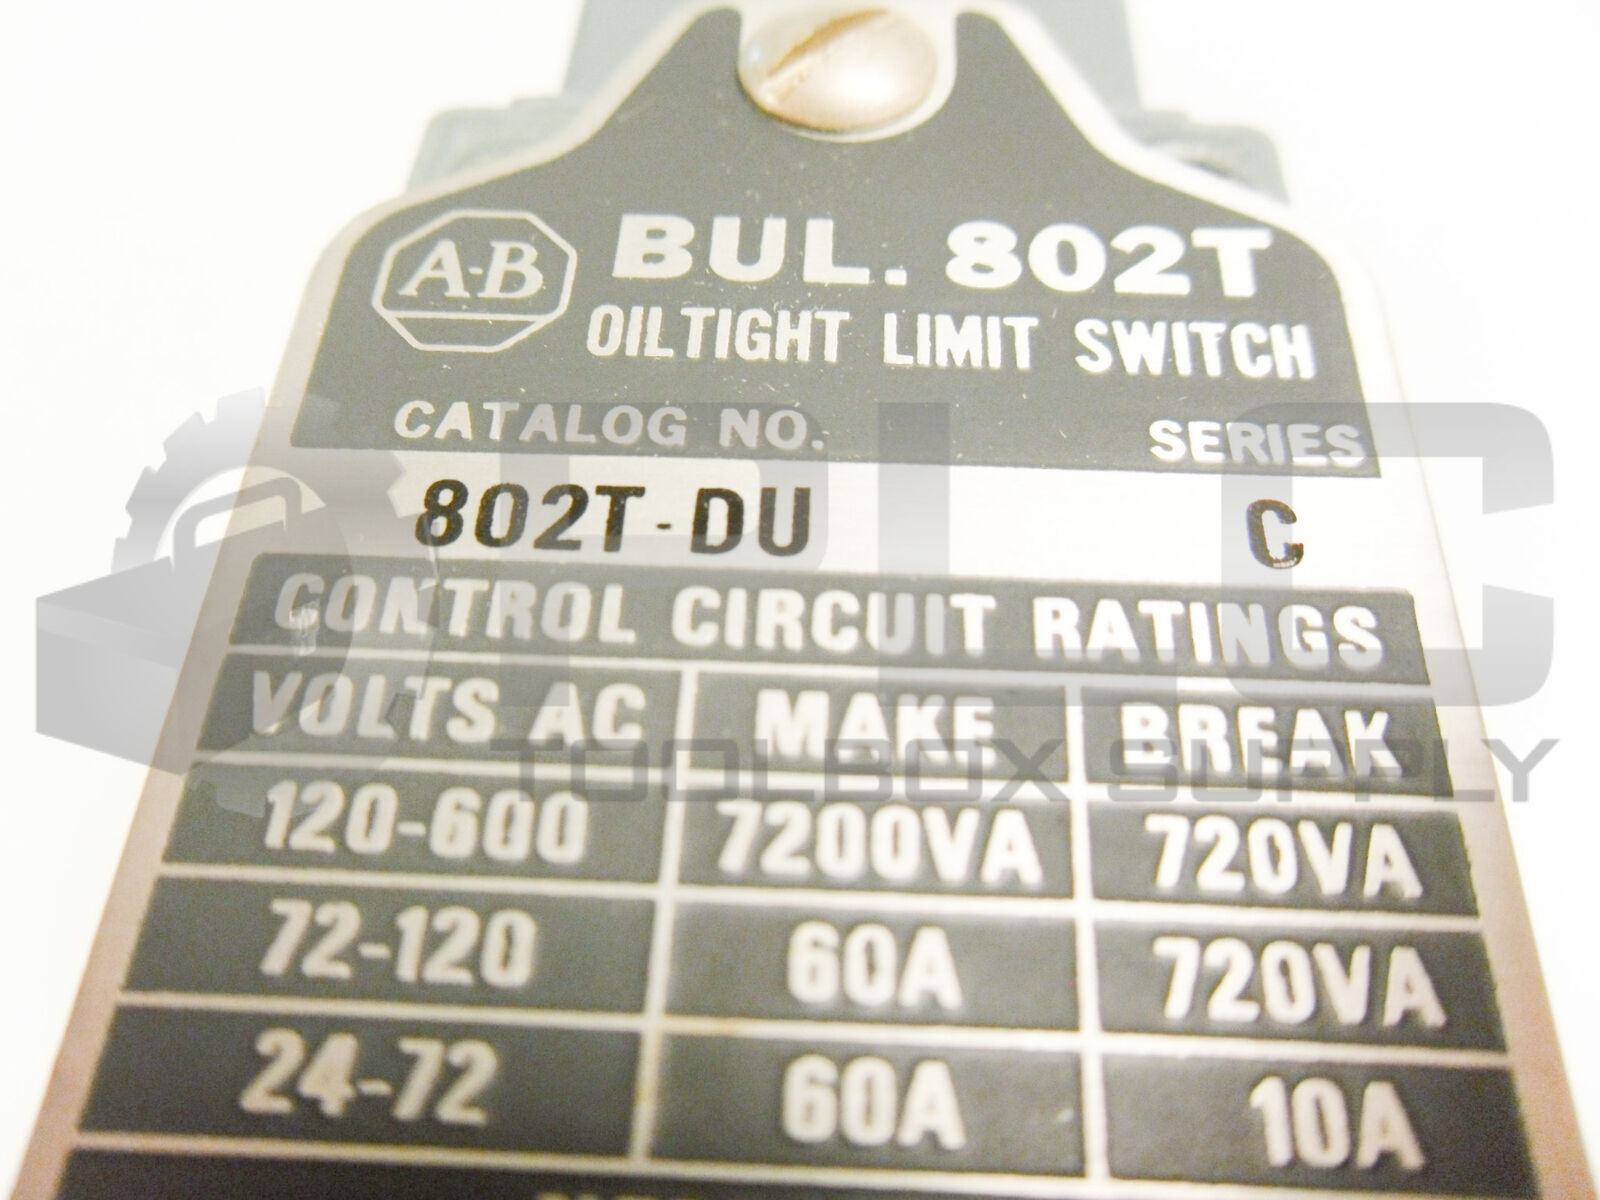 A-B
BUL. 802T
OILTIGHT LIMIT SWITCH
CATALOG NO. SERIES
802T-DU C
CONTROL CIRCUIT RATINGS
VOLTS AC MAKE BREAK
120-600 7200VA 720VA
72-120 60A 720VA
24-72 60A 10A
PLC
TOOLBOX SUPPLY